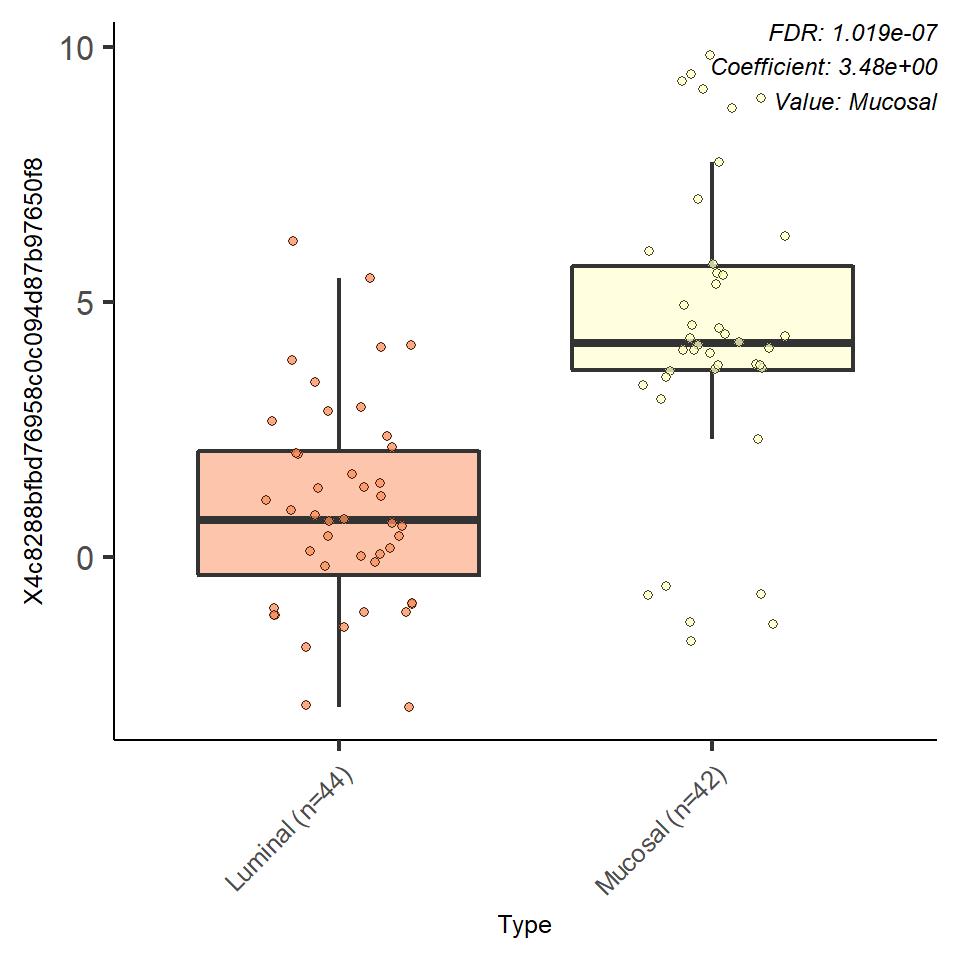 FDR: 1.019e-07
Coefficient: 3.48e+00
Value: Mucosal
10
5
0
X4c8288bfbd76958c0c094d87b97650f8
Luminal (n=44)
Mucosal (n=42)
Type